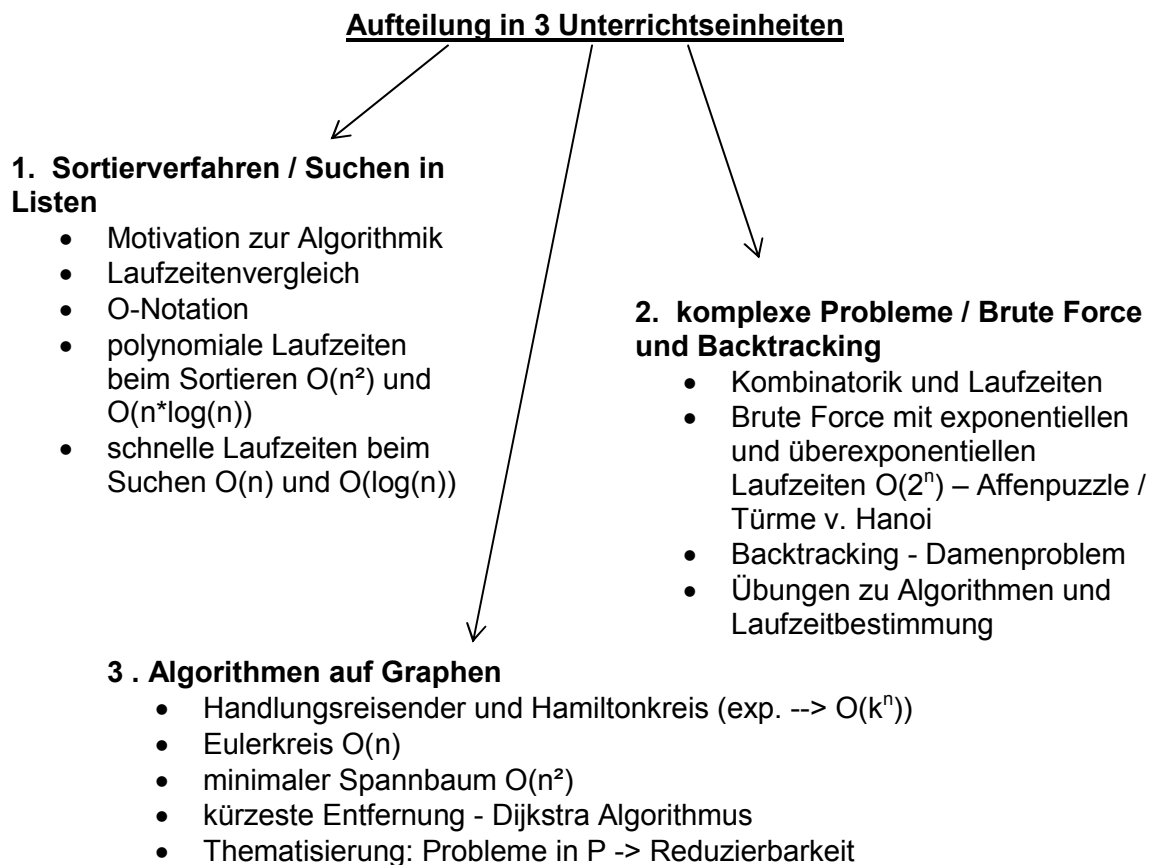 Aufteilung in 3 Unterrichtseinheiten
1. Sortierverfahren / Suchen in
Listen
• Motivation zur Algorithmik
• Laufzeitenvergleich
• O-Notation
• polynomiale Laufzeiten
beim Sortieren O(n²) und
O(n*log(n))
• schnelle Laufzeiten beim
Suchen O(n) und O(log(n))
2. komplexe Probleme / Brute Force
und Backtracking
• Kombinatorik und Laufzeiten
• Brute Force mit exponentiellen
und überexponentiellen
Laufzeiten O(2ⁿ) – Affenpuzzle /
Türme v. Hanoi
• Backtracking - Damenproblem
• Übungen zu Algorithmen und
Laufzeitbestimmung
3 . Algorithmen auf Graphen
• Handlungsreisender und Hamiltonkreis (exp. --> O(kⁿ))
• Eulerkreis O(n)
• minimaler Spannbaum O(n²)
• kürzeste Entfernung - Dijkstra Algorithmus
• Thematisierung: Probleme in P -> Reduzierbarkeit